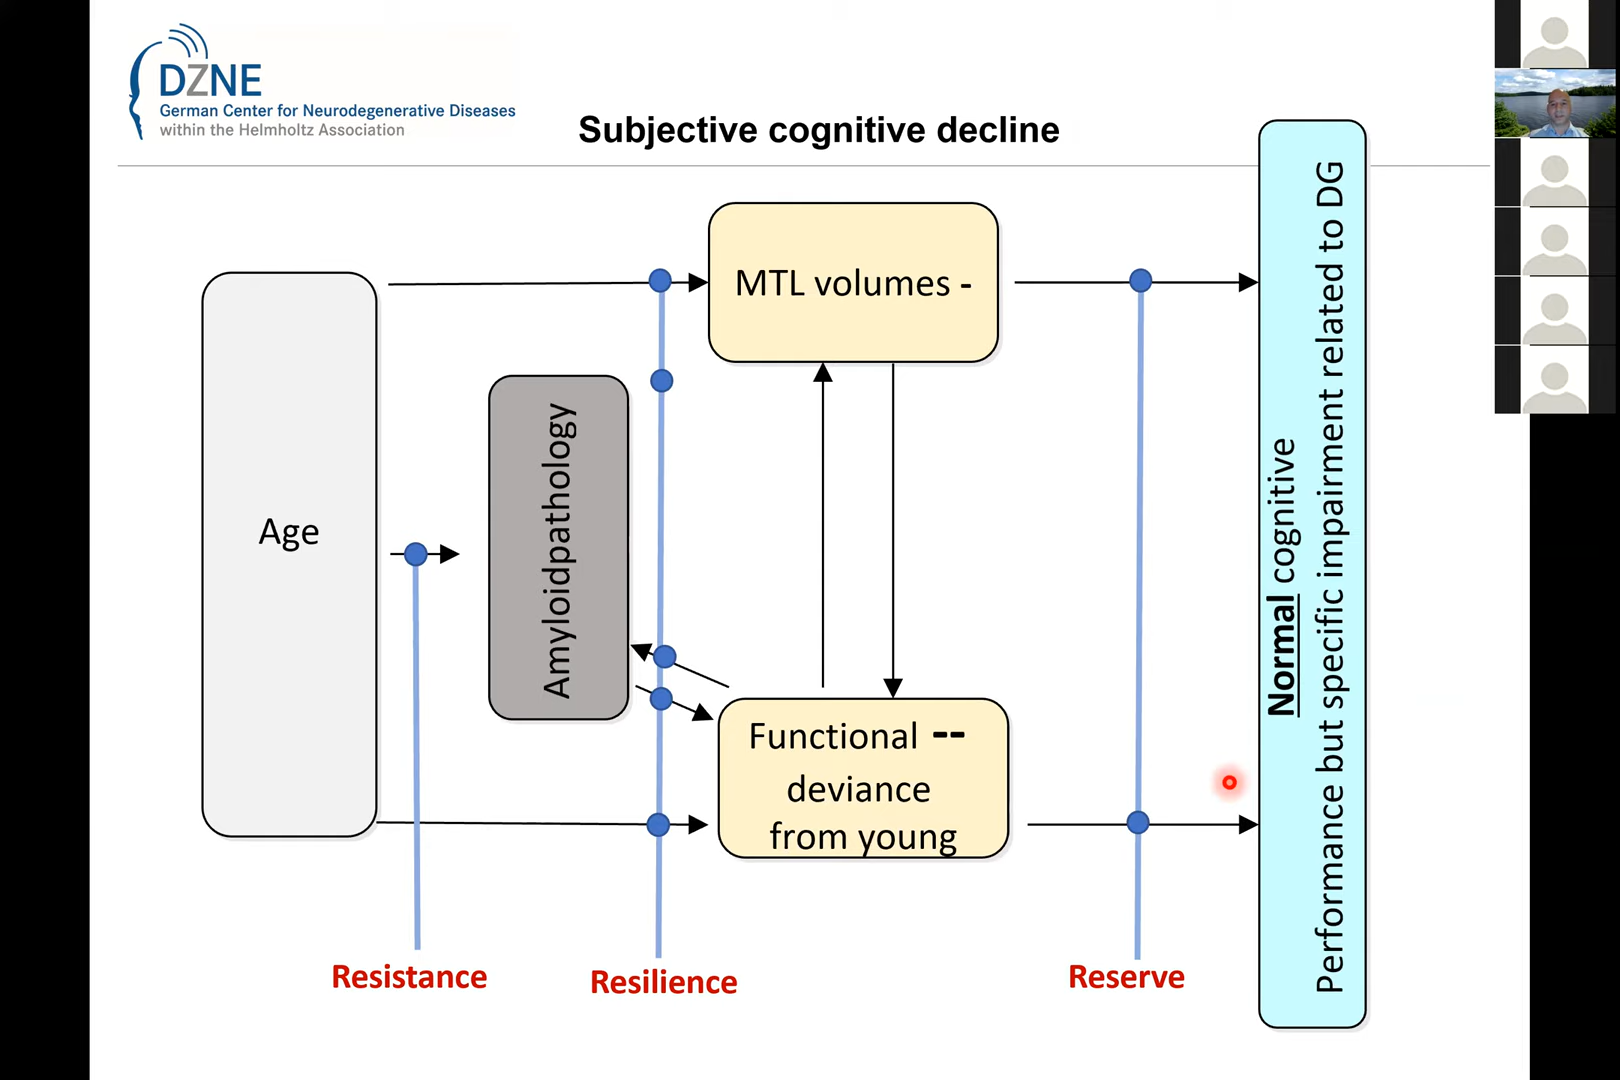 DZNE
German Center for Neurodegenerative Diseases
within the Helmholtz Association
Subjective cognitive decline
Age
Amyloidpathology
MTL volumes -
Functional --
deviance
from young
Normal cognitive
Performance but specific impairment related to DG
Resistance
Resilience
Reserve